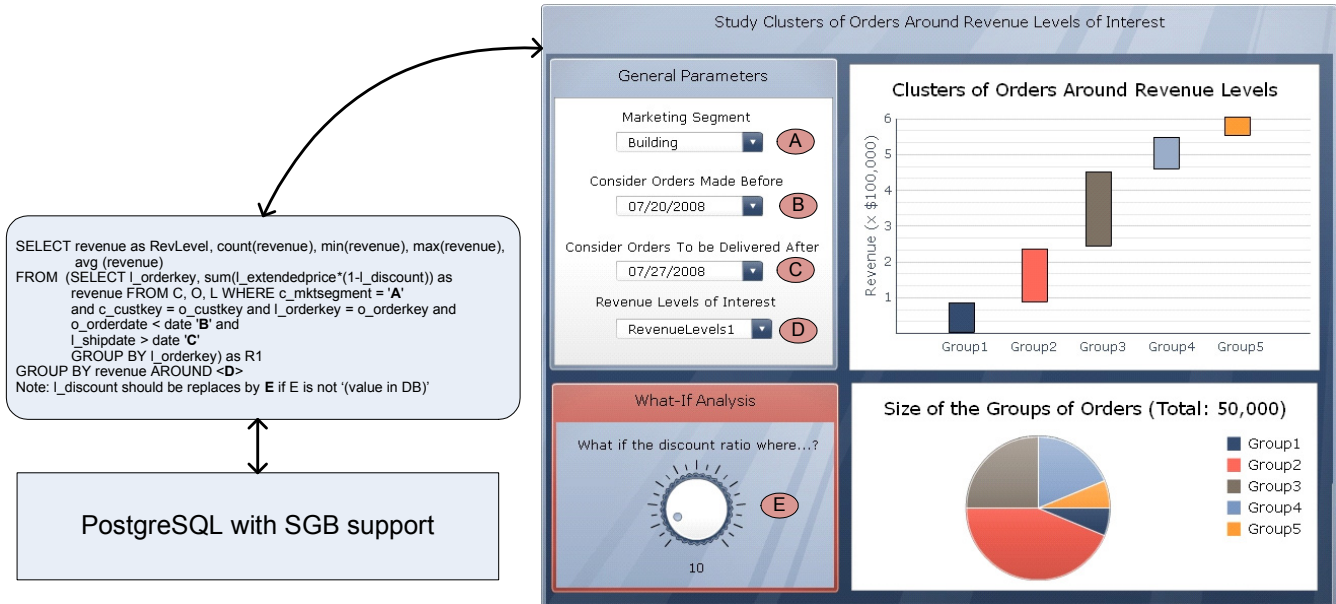 Study Clusters of Orders Around Revenue Levels of Interest
General Parameters
Marketing Segment
Building
A
Consider Orders Made Before
07/20/2008
B
Consider Orders To be Delivered After
07/27/2008
C
Revenue Levels of Interest
RevenueLevels1
D
Clusters of Orders Around Revenue Levels
Revenue (x $100,000)
6
5
4
3
2
1
Group1 Group2 Group3 Group4 Group5
SELECT revenue as RevLevel, count(revenue), min(revenue), max(revenue),
avg (revenue)
FROM (SELECT l_orderkey, sum(l_extendedprice*(1-l_discount)) as
revenue FROM C, O, L WHERE c_mktsegment = 'A'
and c_custkey = o_custkey and l_orderkey = o_orderkey and
o_orderdate < date 'B' and
l_shipdate > date 'C'
GROUP BY l_orderkey) as R1
GROUP BY revenue AROUND <D>
Note: l_discount should be replaces by E if E is not ‘(value in DB)’
PostgreSQL with SGB support
What-If Analysis
What if the discount ratio where...?
E
10
Size of the Groups of Orders (Total: 50,000)
Group1
Group2
Group3
Group4
Group5